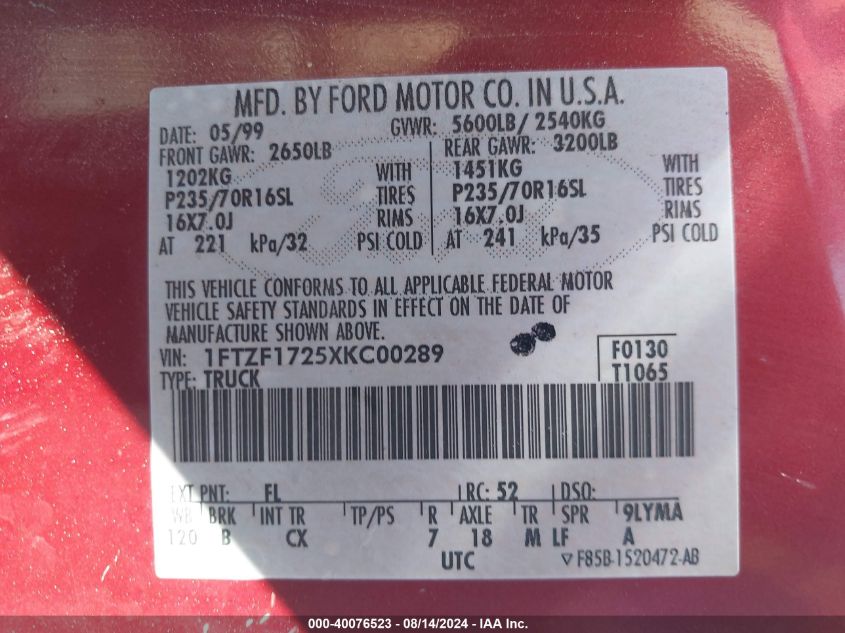 MFD. BY FORD MOTOR CO. IN U.S.A.
DATE: 05/99 GVWR: 5600LB/ 2540KG
FRONT GAWR: 2650LB REAR GAWR: 3200LB
1202KG WITH 1451KG WITH
P235/70R16SL TIRES P235/70R16SL TIRES
16X7.0J RIMS 16X7.0J RIMS
AT 221 kPa/32 PSI COLD AT 241 kPa/35 PSI COLD
THIS VEHICLE CONFORMS TO ALL APPLICABLE FEDERAL MOTOR
VEHICLE SAFETY STANDARDS IN EFFECT ON THE DATE OF
MANUFACTURE SHOWN ABOVE.
VIN: 1FTZF1725XKC00289 F0130
TYPE: TRUCK T1065
EXT PNT: FL RC: 52 DSO:
WB BRK INT TR TP/PS R AXLE TR SPR 9LYMA
120 B CX 7 18 M LF A
UTC ▽F85B-1520472-AB
000-40076523 - 08/14/2024 - IAA Inc.